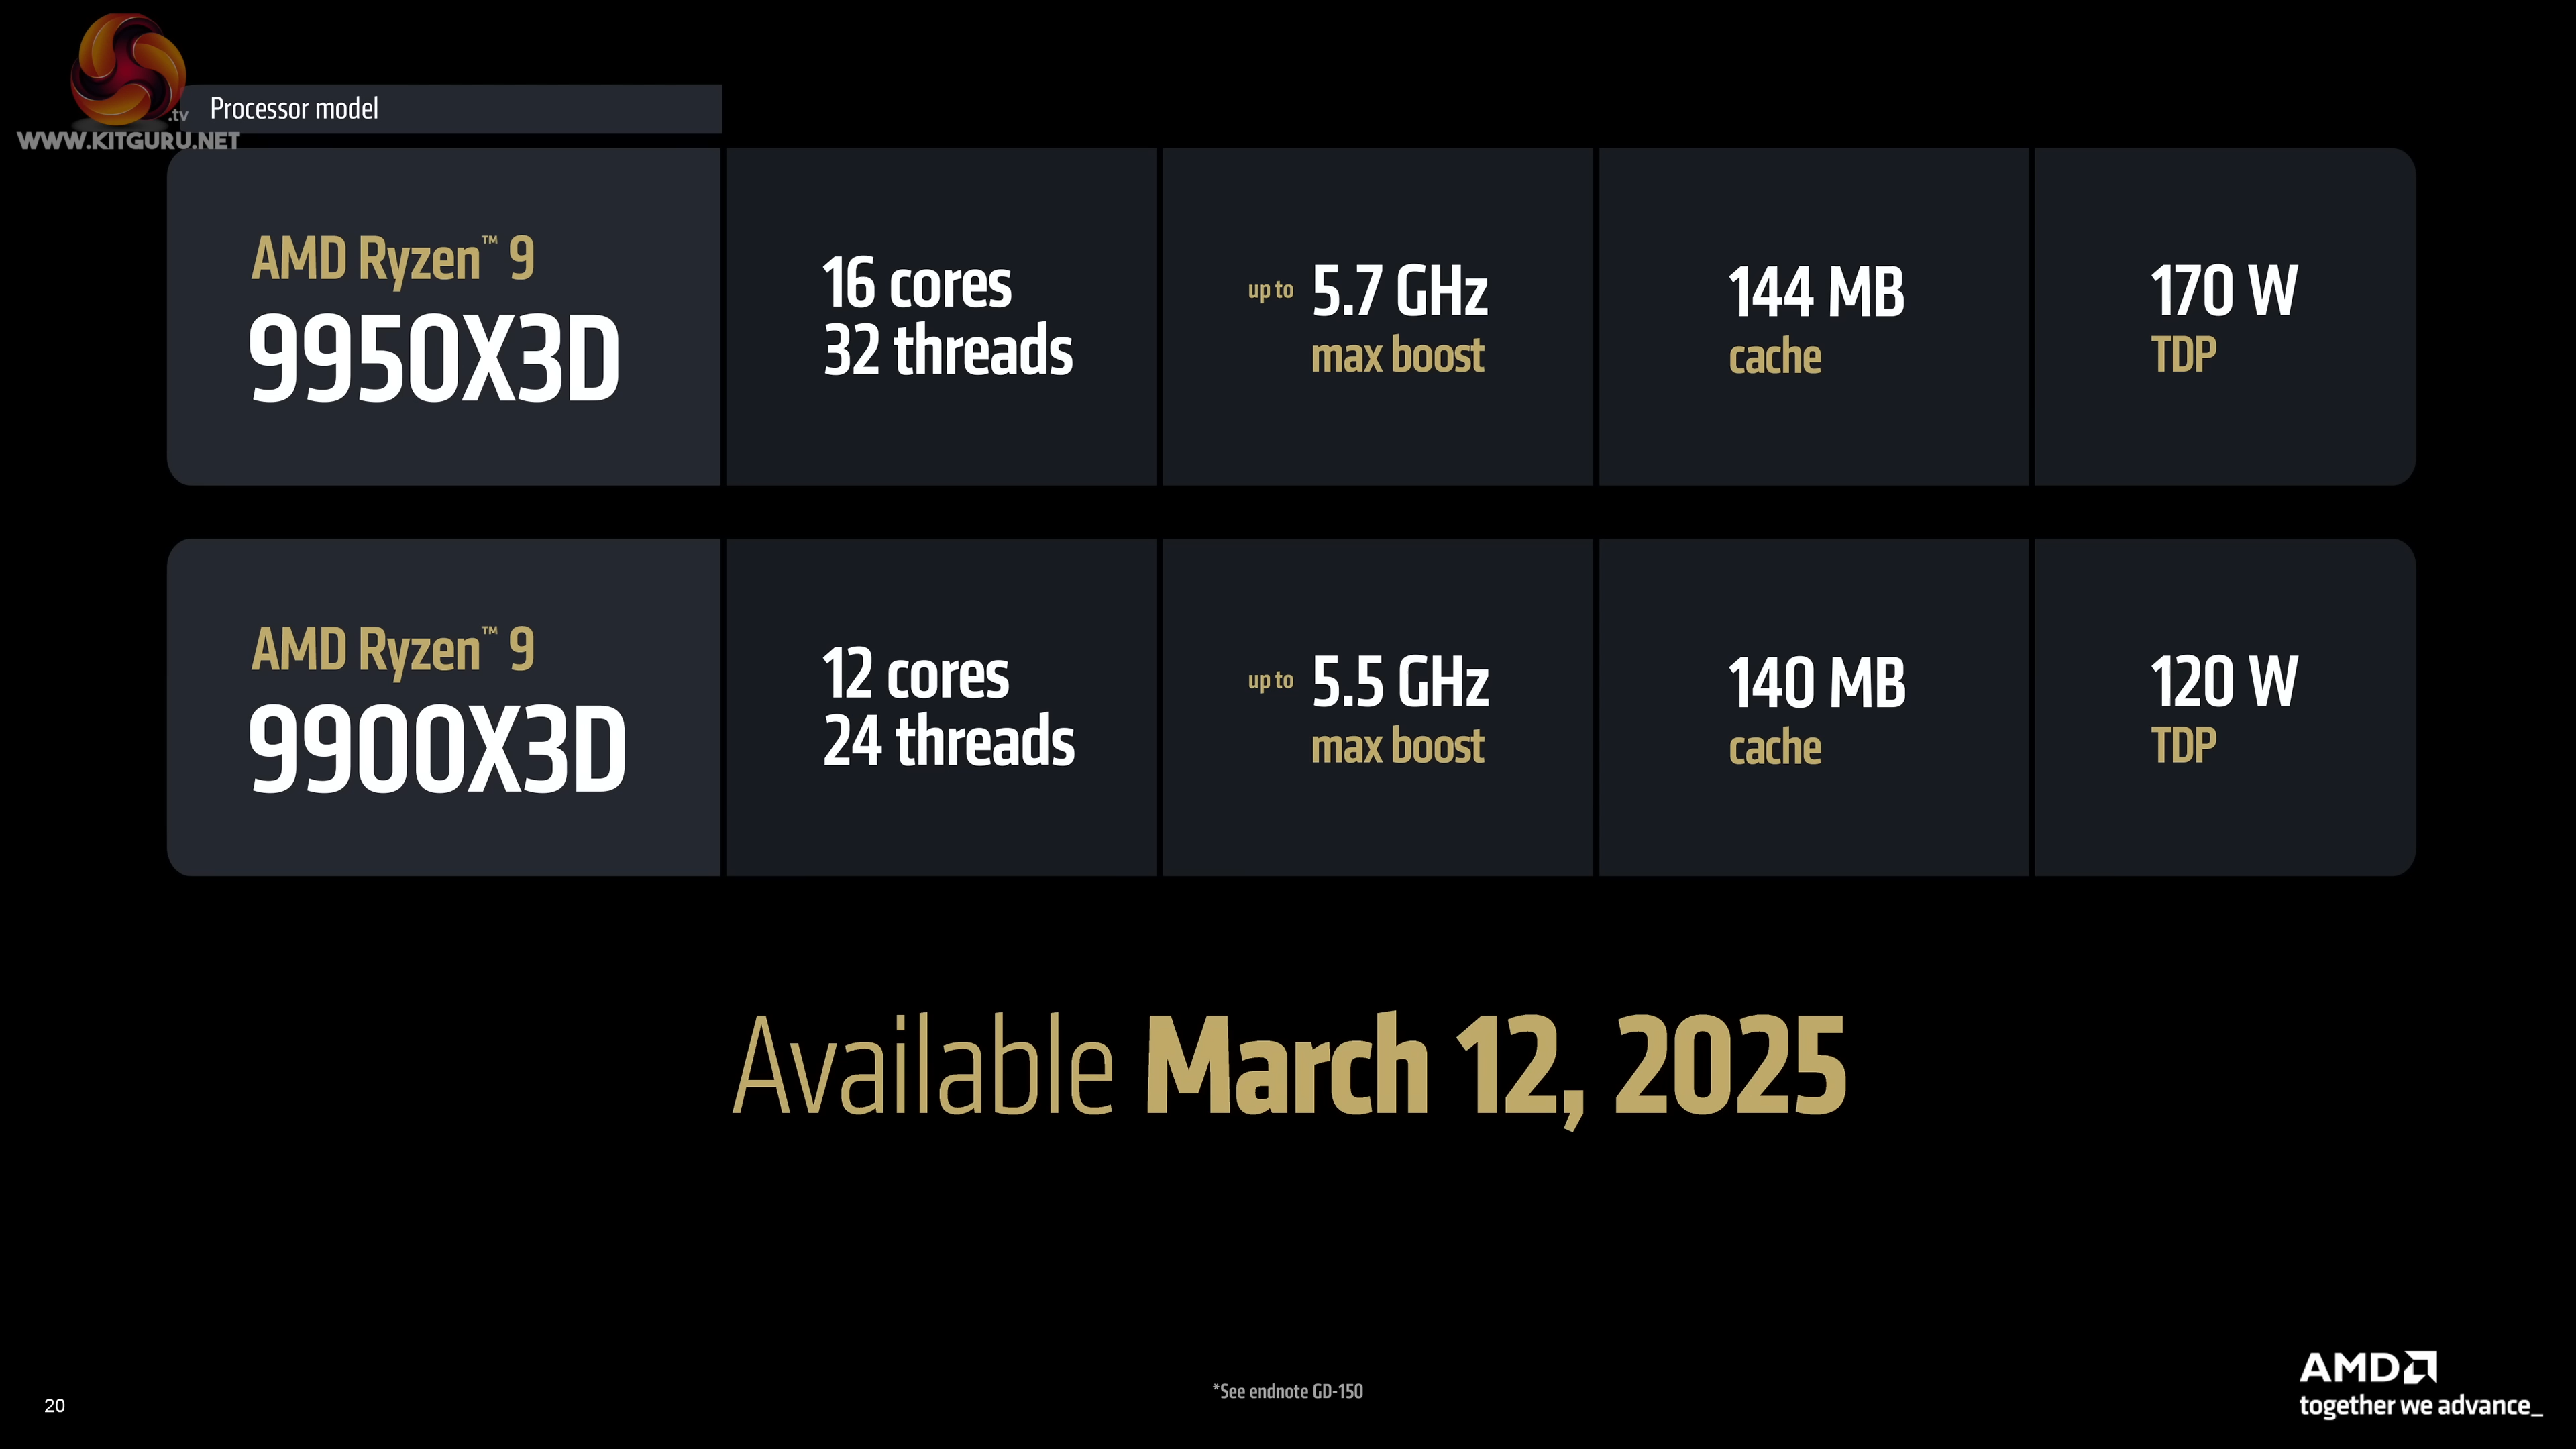 .tv
WWW.KITGURU.NET
Processor model
AMD Ryzen™ 9
9950X3D
16 cores
32 threads
up to 5.7 GHz
max boost
144 MB
cache
170 W
TDP
AMD Ryzen™ 9
9900X3D
12 cores
24 threads
up to 5.5 GHz
max boost
140 MB
cache
120 W
TDP
Available March 12, 2025
*See endnote GD-150
20
AMD
together we advance_